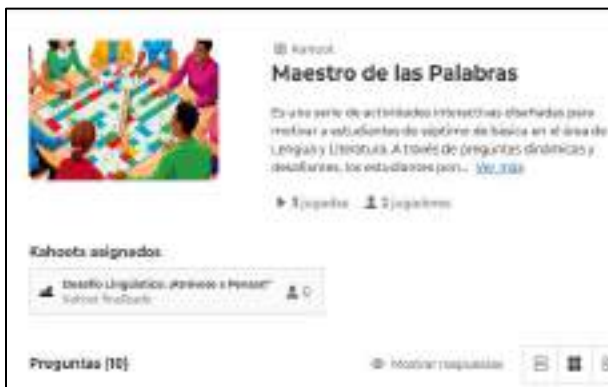 Kahoot
Maestro de las Palabras
Es una serie de actividades interactivas diseñadas para
motivar a estudiantes de séptimo de básica en el área de
Lengua y Literatura. A través de preguntas dinámicas y
desafiantes, los estudiantes pon... Ver más
jugadas jugadores
Kahoots asignados
Desafío Lingüístico: ¡Atrévete a Pensar!"
Kahoot finalizado
0
Preguntas (10)
Mostrar respuestas